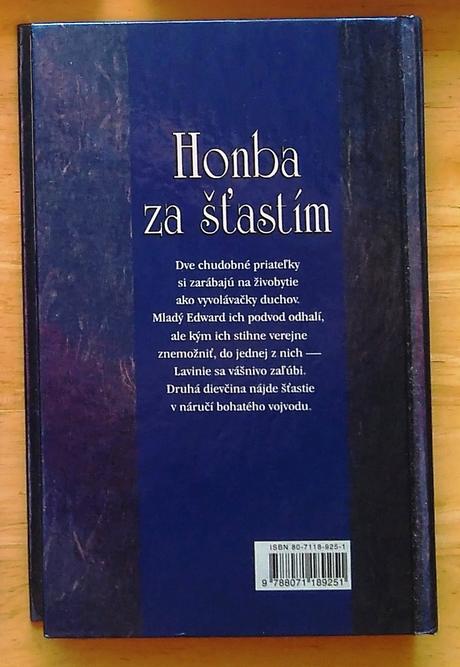 Honba
za šťastím
Dve chudobné priateľky
si zarábajú na živobytie
ako vyvolávačky duchov.
Mladý Edward ich podvod odhalí,
ale kým ich stihne verejne
znemožniť, do jednej z nich —
Lavinie sa vášnivo zaľúbi.
Druhá dievčina nájde šťastie
v náručí bohatého vojvodu.
ISBN 80-7118-925-1
9 788071 189251